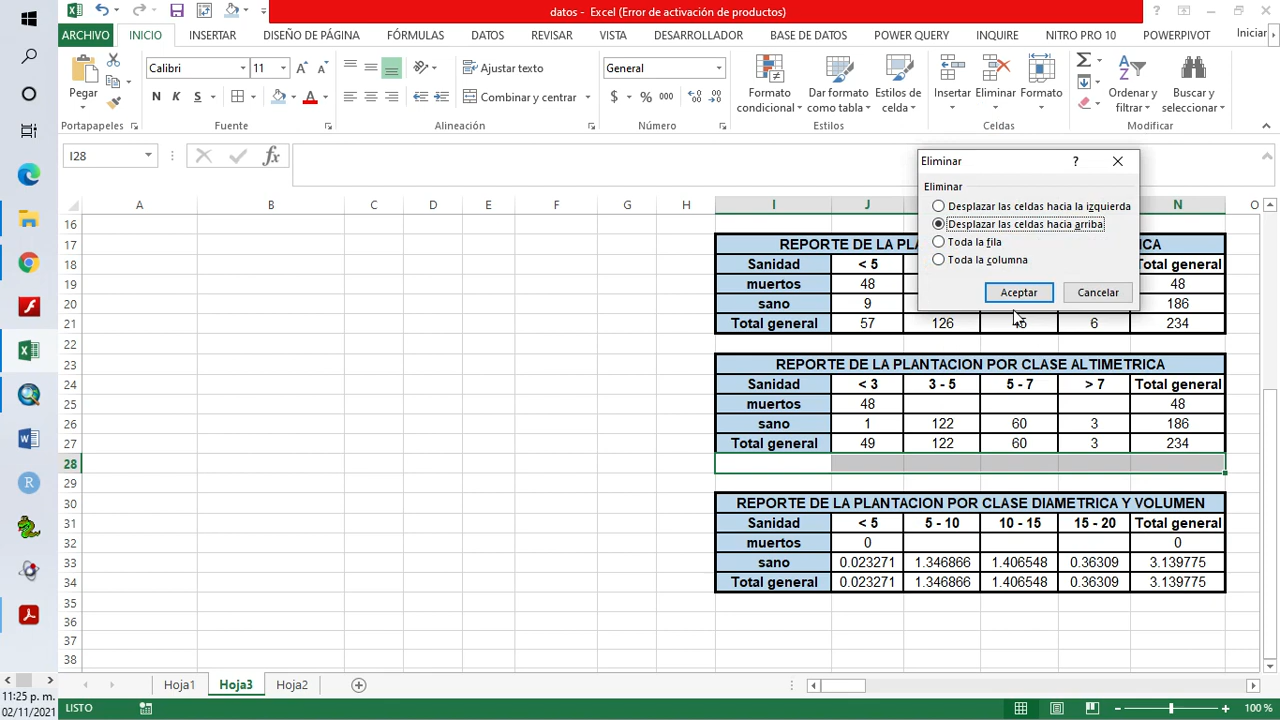 datos - Excel (Error de activación de productos)
ARCHIVO INICIO INSERTAR DISEÑO DE PÁGINA FÓRMULAS DATOS REVISAR VISTA DESARROLLADOR BASE DE DATOS POWER QUERY INQUIRE NITRO PRO 10 POWERPIVOT Iniciar
Pegar
Calibri 11
N K S
Ajustar texto
Combinar y centrar
General
$ % 000
Formato condicional
Dar formato como tabla
Estilos de celda
Insertar
Eliminar
Formato
Ordenar y filtrar
Buscar y seleccionar
Portapapeles Fuente Alineación Número Estilos Celdas Modificar
I28
fx
Eliminar ?
Eliminar
Desplazar las celdas hacia la izquierda
Desplazar las celdas hacia arriba
Toda la fila
Toda la columna
Aceptar Cancelar
A B C D E F G H I J N O
16
17 REPORTE DE LA PLA ICA
18 Sanidad < 5 Total general
19 muertos 48 48
20 sano 9 186
21 Total general 57 126 45 6 234
22
23 REPORTE DE LA PLANTACION POR CLASE ALTIMETRICA
24 Sanidad < 3 3 - 5 5 - 7 > 7 Total general
25 muertos 48 48
26 sano 1 122 60 3 186
27 Total general 49 122 60 3 234
28
29
30 REPORTE DE LA PLANTACION POR CLASE DIAMETRICA Y VOLUMEN
31 Sanidad < 5 5 - 10 10 - 15 15 - 20 Total general
32 muertos 0 0
33 sano 0.023271 1.346866 1.406548 0.36309 3.139775
34 Total general 0.023271 1.346866 1.406548 0.36309 3.139775
35
36
37
38
Hoja1 Hoja3 Hoja2
11:25 p. m.
02/11/2021
LISTO
100 %